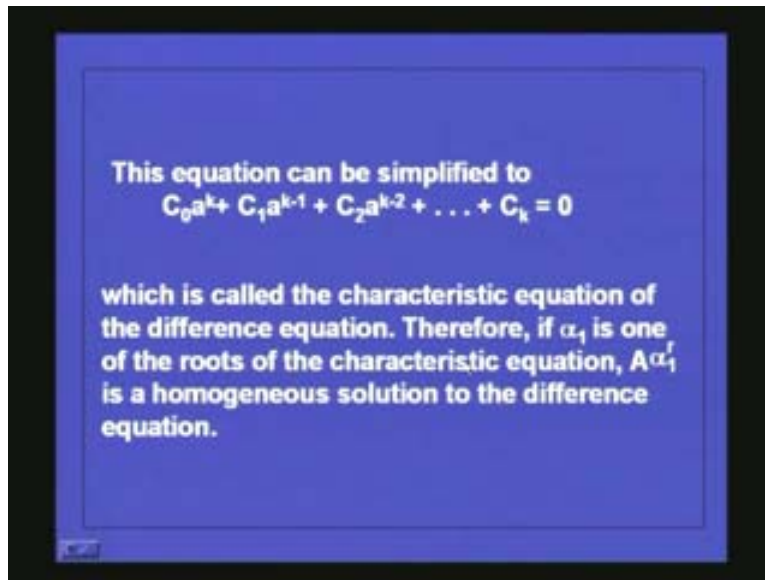 This equation can be simplified to
C₀aᵏ+ C₁aᵏ⁻¹ + C₂aᵏ⁻² + . . . + Cₖ = 0
which is called the characteristic equation of
the difference equation. Therefore, if α₁ is one
of the roots of the characteristic equation, Aα₁ʳ
is a homogeneous solution to the difference
equation.